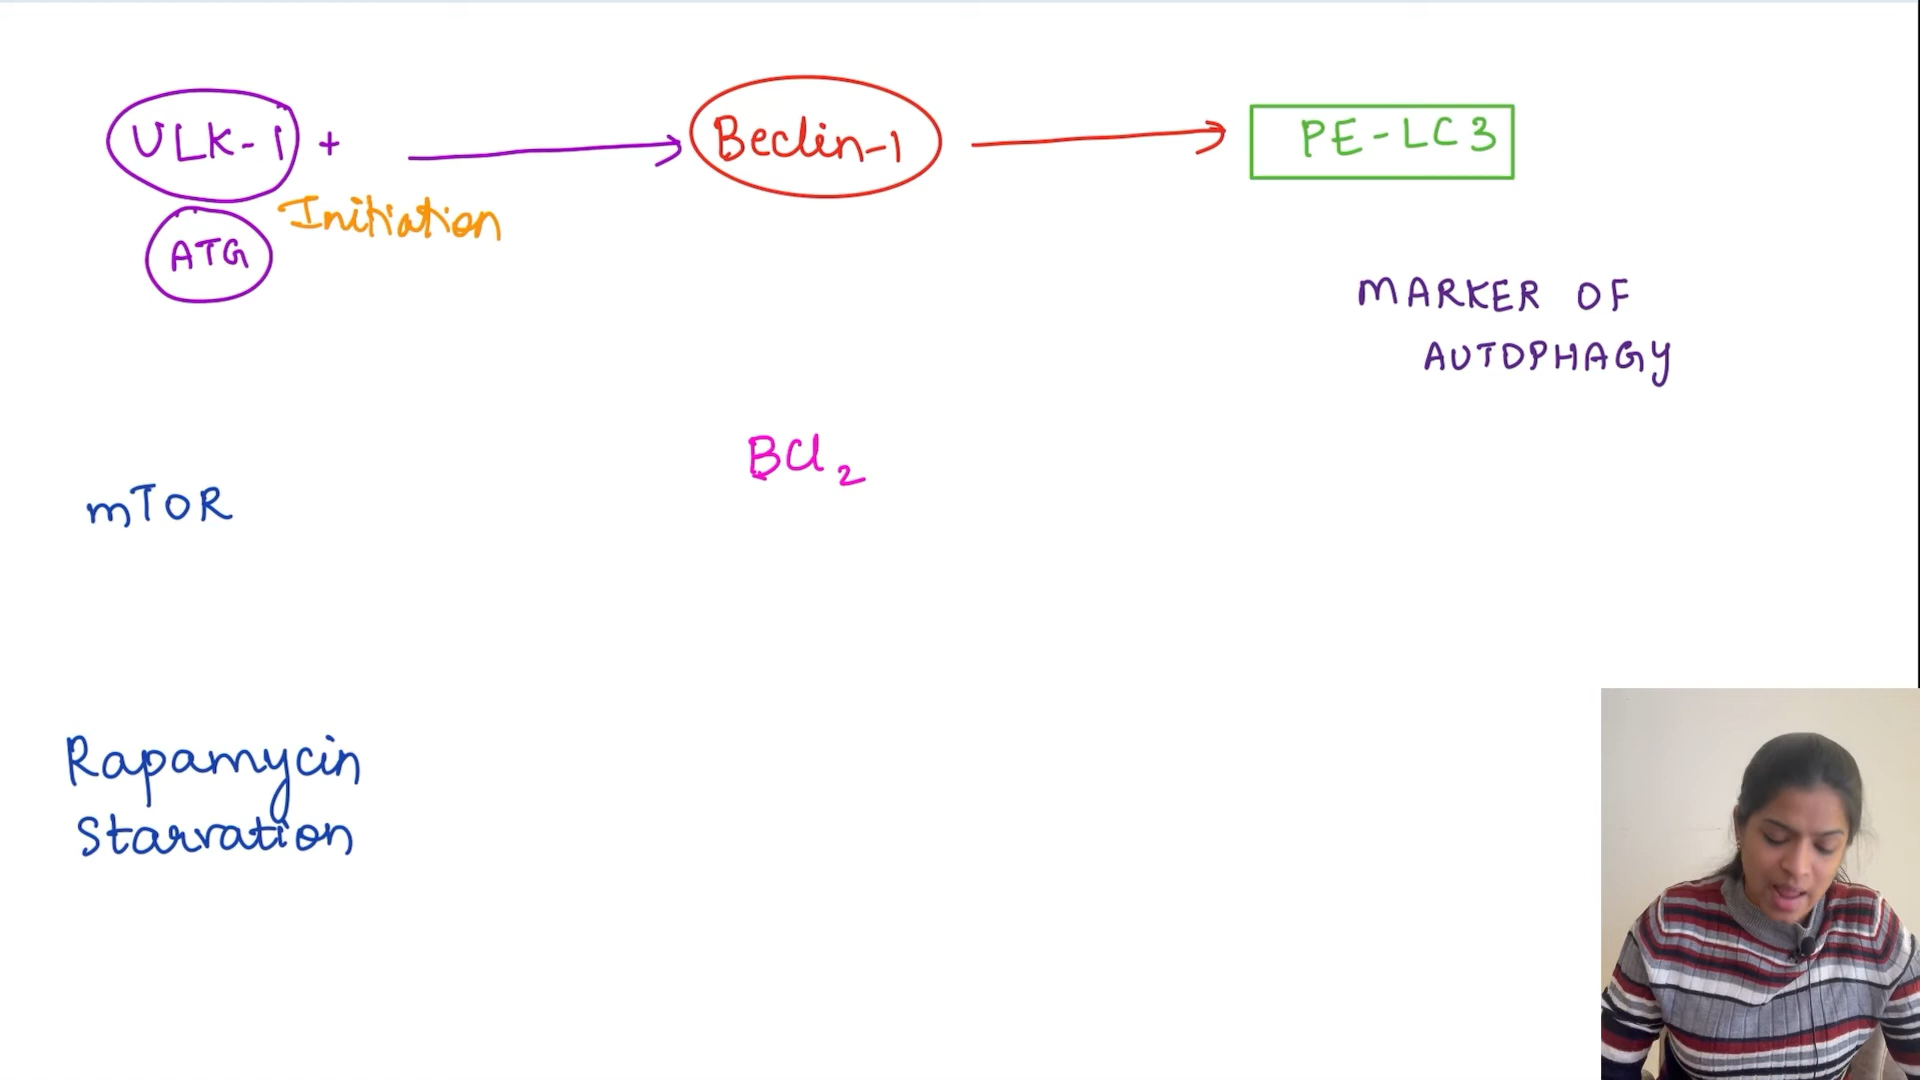 ULK-1 +
Beclin-1
PE-LC3
Initiation
ATG
MARKER OF
AUTOPHAGY
BCl2
mTOR
Rapamycin
Starvation